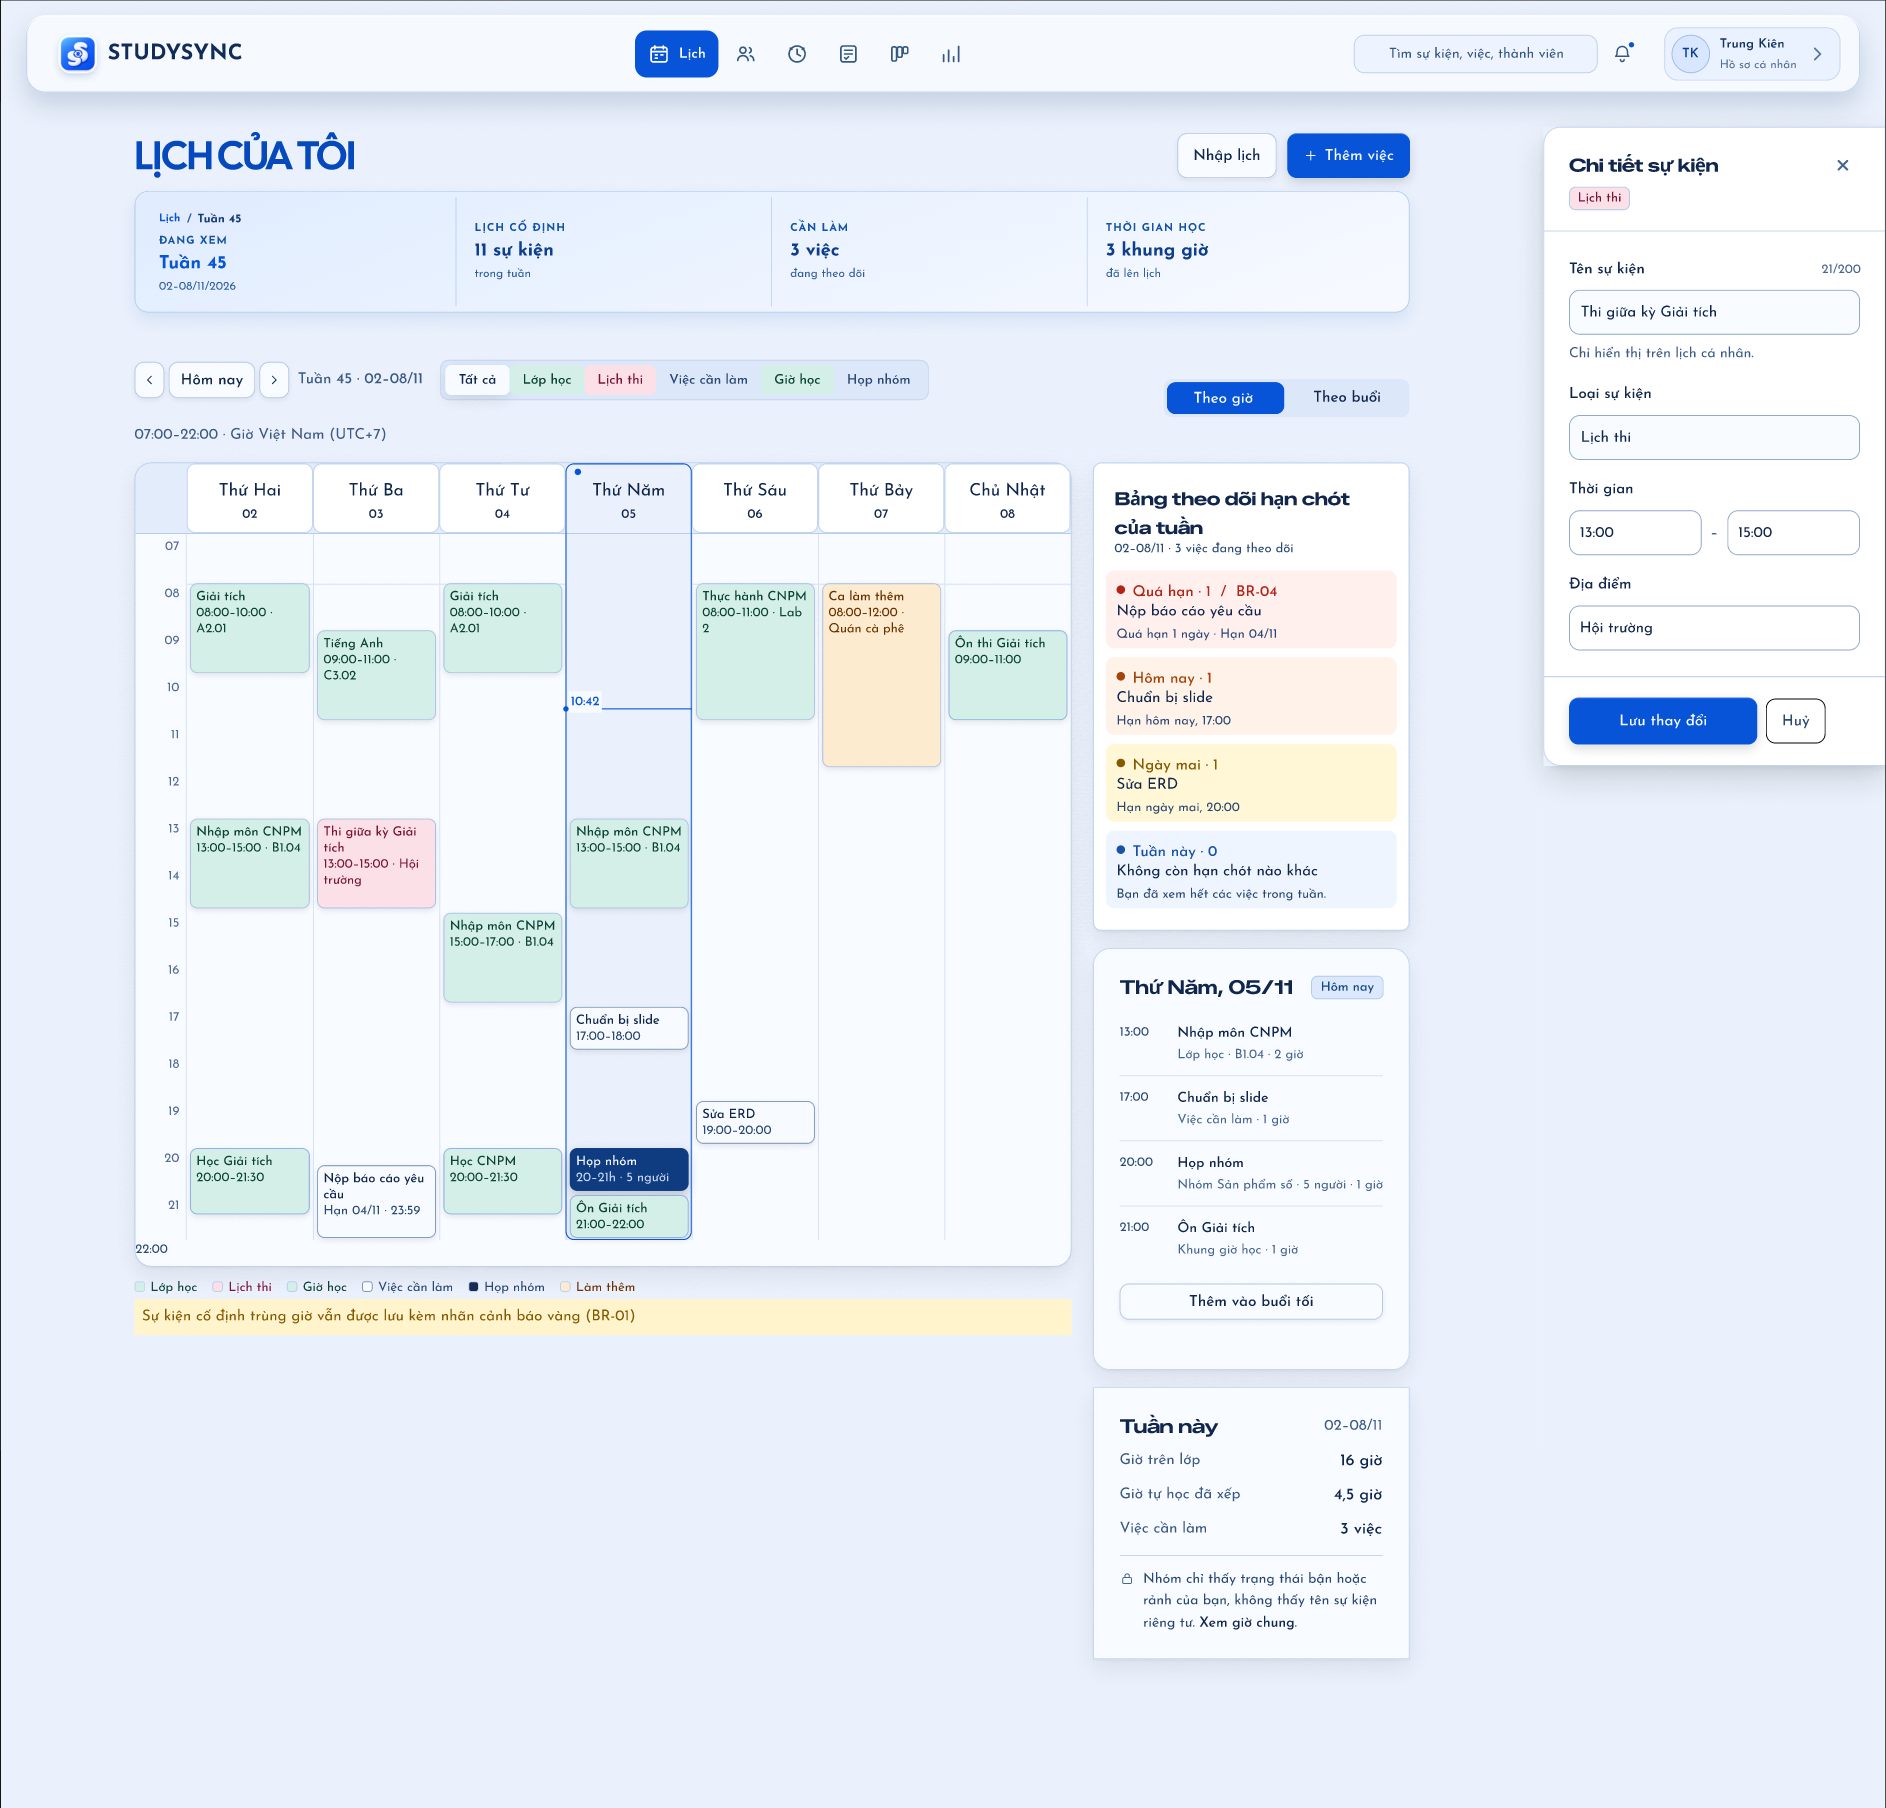 STUDYSYNC
Lịch
Tìm sự kiện, việc, thành viên
TK
Trung Kiên
Hồ sơ cá nhân
LỊCH CỦA TÔI
Nhập lịch
+ Thêm việc
Lịch / Tuần 45
ĐANG XEM
Tuần 45
02–08/11/2026
LỊCH CỐ ĐỊNH
11 sự kiện
trong tuần
CẦN LÀM
3 việc
đang theo dõi
THỜI GIAN HỌC
3 khung giờ
đã lên lịch
Hôm nay
Tuần 45 · 02–08/11
Tất cả
Lớp học
Lịch thi
Việc cần làm
Giờ học
Họp nhóm
Theo giờ
Theo buổi
07:00–22:00 · Giờ Việt Nam (UTC+7)
Thứ Hai
02
Thứ Ba
03
Thứ Tư
04
Thứ Năm
05
Thứ Sáu
06
Thứ Bảy
07
Chủ Nhật
08
07
08
09
10
11
12
13
14
15
16
17
18
19
20
21
22:00
Giải tích
08:00–10:00 ·
A2.01
Nhập môn CNPM
13:00–15:00 · B1.04
Học Giải tích
20:00–21:30
Tiếng Anh
09:00–11:00 ·
C3.02
Thi giữa kỳ Giải
tích
13:00–15:00 · Hội
trường
Nộp báo cáo yêu
cầu
Hạn 04/11 · 23:59
Giải tích
08:00–10:00 ·
A2.01
Nhập môn CNPM
15:00–17:00 · B1.04
Học CNPM
20:00–21:30
10:42
Nhập môn CNPM
13:00–15:00 · B1.04
Chuẩn bị slide
17:00–18:00
Họp nhóm
20–21h · 5 người
Ôn Giải tích
21:00–22:00
Thực hành CNPM
08:00–11:00 · Lab
2
Sửa ERD
19:00–20:00
Ca làm thêm
08:00–12:00 ·
Quán cà phê
Ôn thi Giải tích
09:00–11:00
Lớp học
Lịch thi
Giờ học
Việc cần làm
Họp nhóm
Làm thêm
Sự kiện cố định trùng giờ vẫn được lưu kèm nhãn cảnh báo vàng (BR-01)
Bảng theo dõi hạn chót
của tuần
02–08/11 · 3 việc đang theo dõi
Quá hạn · 1 / BR-04
Nộp báo cáo yêu cầu
Quá hạn 1 ngày · Hạn 04/11
Hôm nay · 1
Chuẩn bị slide
Hạn hôm nay, 17:00
Ngày mai · 1
Sửa ERD
Hạn ngày mai, 20:00
Tuần này · 0
Không còn hạn chót nào khác
Bạn đã xem hết các việc trong tuần.
Thứ Năm, 05/11
Hôm nay
13:00
Nhập môn CNPM
Lớp học · B1.04 · 2 giờ
17:00
Chuẩn bị slide
Việc cần làm · 1 giờ
20:00
Họp nhóm
Nhóm Sản phẩm số · 5 người · 1 giờ
21:00
Ôn Giải tích
Khung giờ học · 1 giờ
Thêm vào buổi tối
Tuần này
02–08/11
Giờ trên lớp
16 giờ
Giờ tự học đã xếp
4,5 giờ
Việc cần làm
3 việc
Nhóm chỉ thấy trạng thái bận hoặc
rảnh của bạn, không thấy tên sự kiện
riêng tư. Xem giờ chung.
Chi tiết sự kiện
Lịch thi
Tên sự kiện
21/200
Thi giữa kỳ Giải tích
Chỉ hiển thị trên lịch cá nhân.
Loại sự kiện
Lịch thi
Thời gian
13:00
–
15:00
Địa điểm
Hội trường
Lưu thay đổi
Huỷ